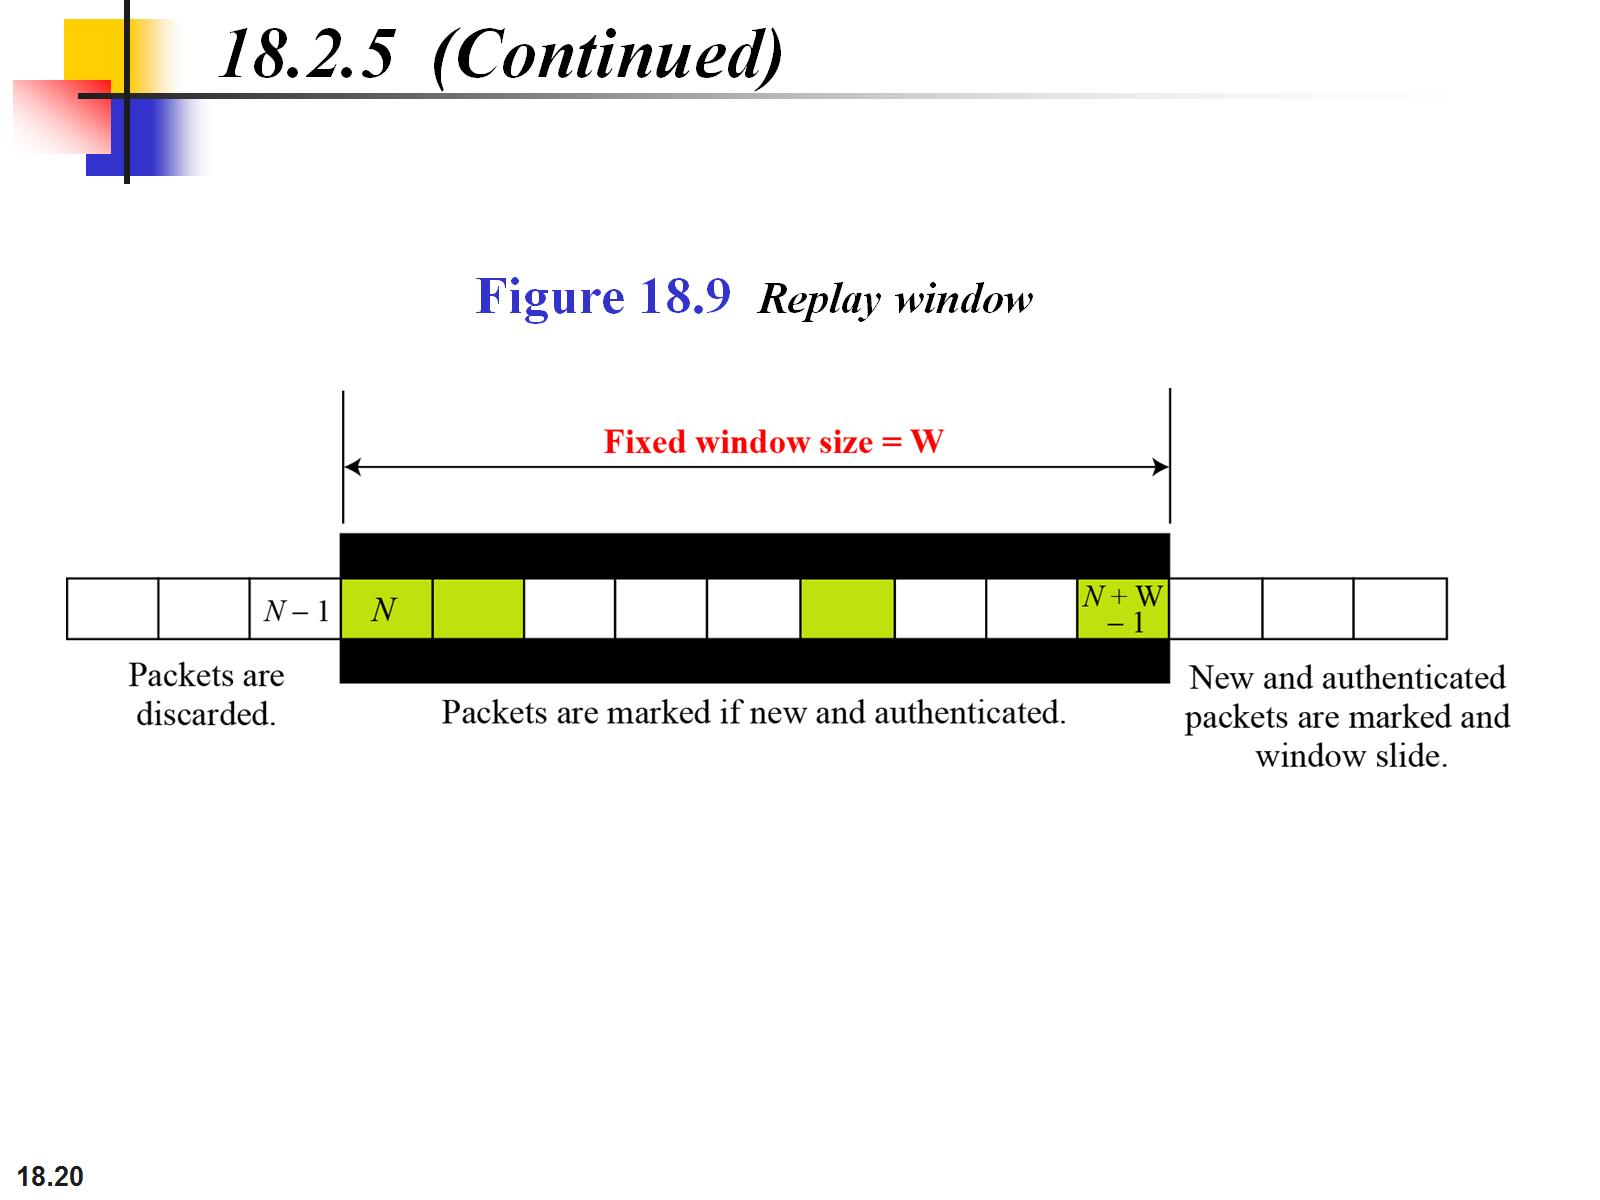 18.2.5 (Continued)
Figure 18.9 Replay window
Fixed window size = W
N – 1
N
N + W
– 1
Packets are
discarded.
Packets are marked if new and authenticated.
New and authenticated
packets are marked and
window slide.
18.20